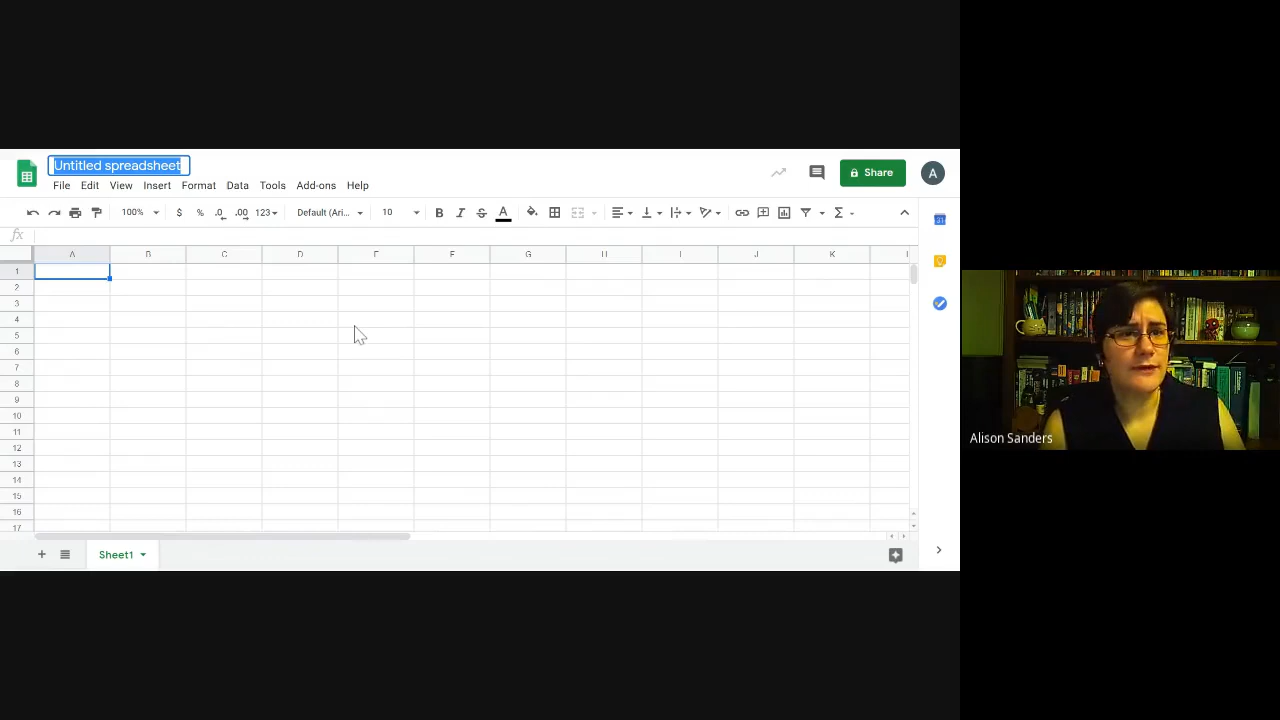 Untitled spreadsheet
File Edit View Insert Format Data Tools Add-ons Help
Share
A
100% $ % .0 .00 123 Default (Ari... 10 B I S A Σ
fx
A B C D E F G H I J K
1
2
3
4
5
6
7
8
9
10
11
12
13
14
15
16
17
31
+ Sheet1
Alison Sanders